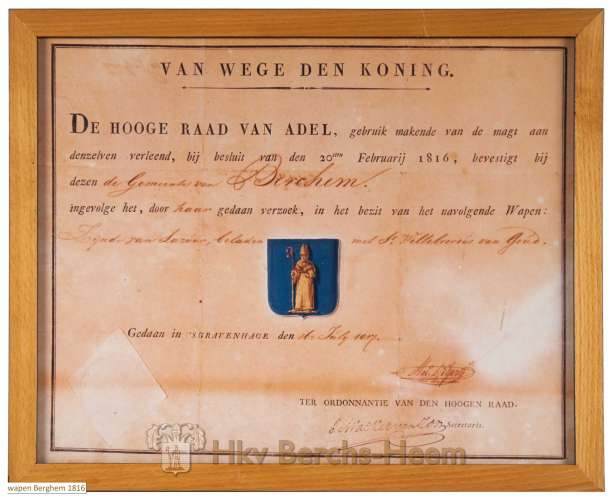 VAN WEGE DEN KONING.
DE HOOGE RAAD VAN ADEL, gebruik makende van de magt aan
denzelven verleend, bij besluit van den 20sten Februarij 1816, bevestigt bij
dezen de Gemeente van Berchem.
ingevolge het, door haar gedaan verzoek, in het bezit van het navolgende Wapen:
Zijnde van Lazuur, beladen met St. Willebrordus van Goud.
Gedaan in 'S GRAVENHAGE den July 1817.
TER ORDONNANTIE VAN DEN HOOGEN RAAD.
Secretaris.
Hkv Berchs-Heem
wapen Berghem 1816